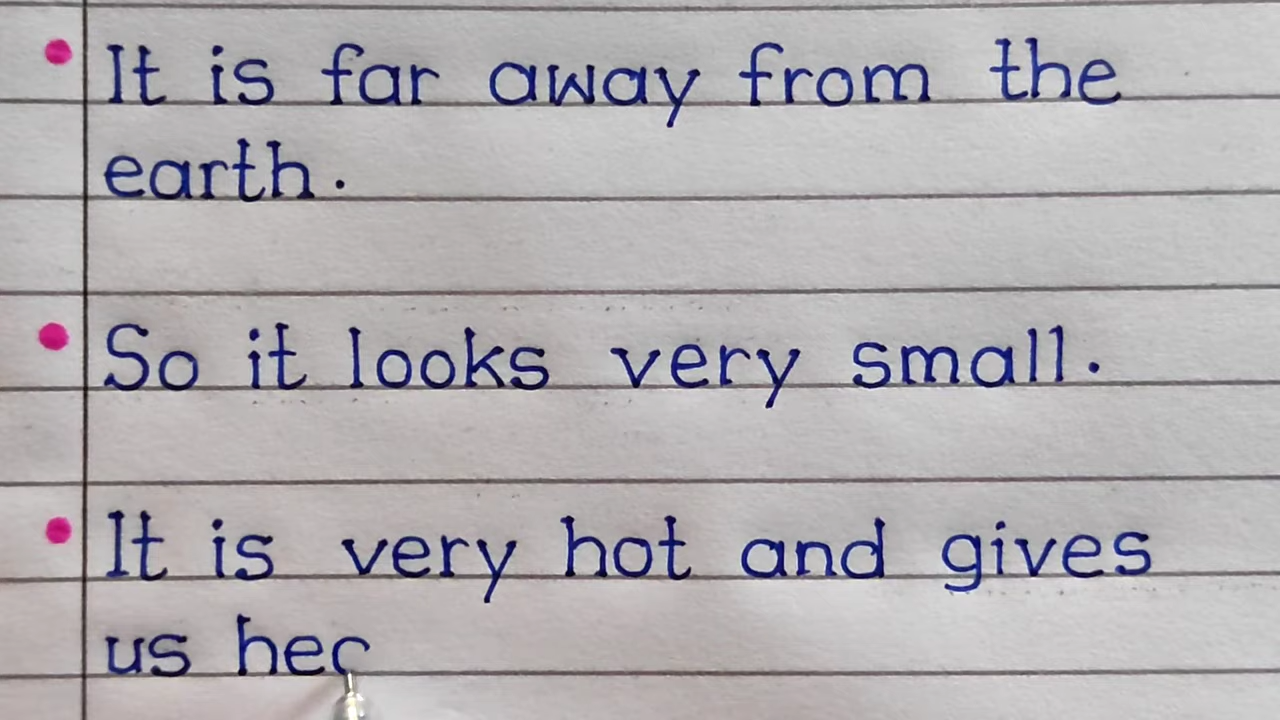 It is far away from the
earth.
So it looks very small.
It is very hot and gives
us